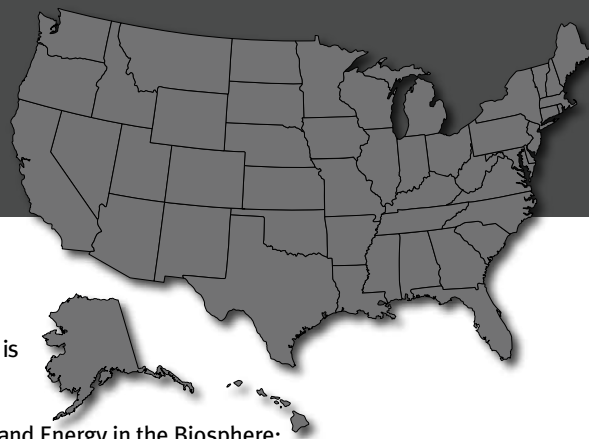 is
and Energy in the Biosphere: